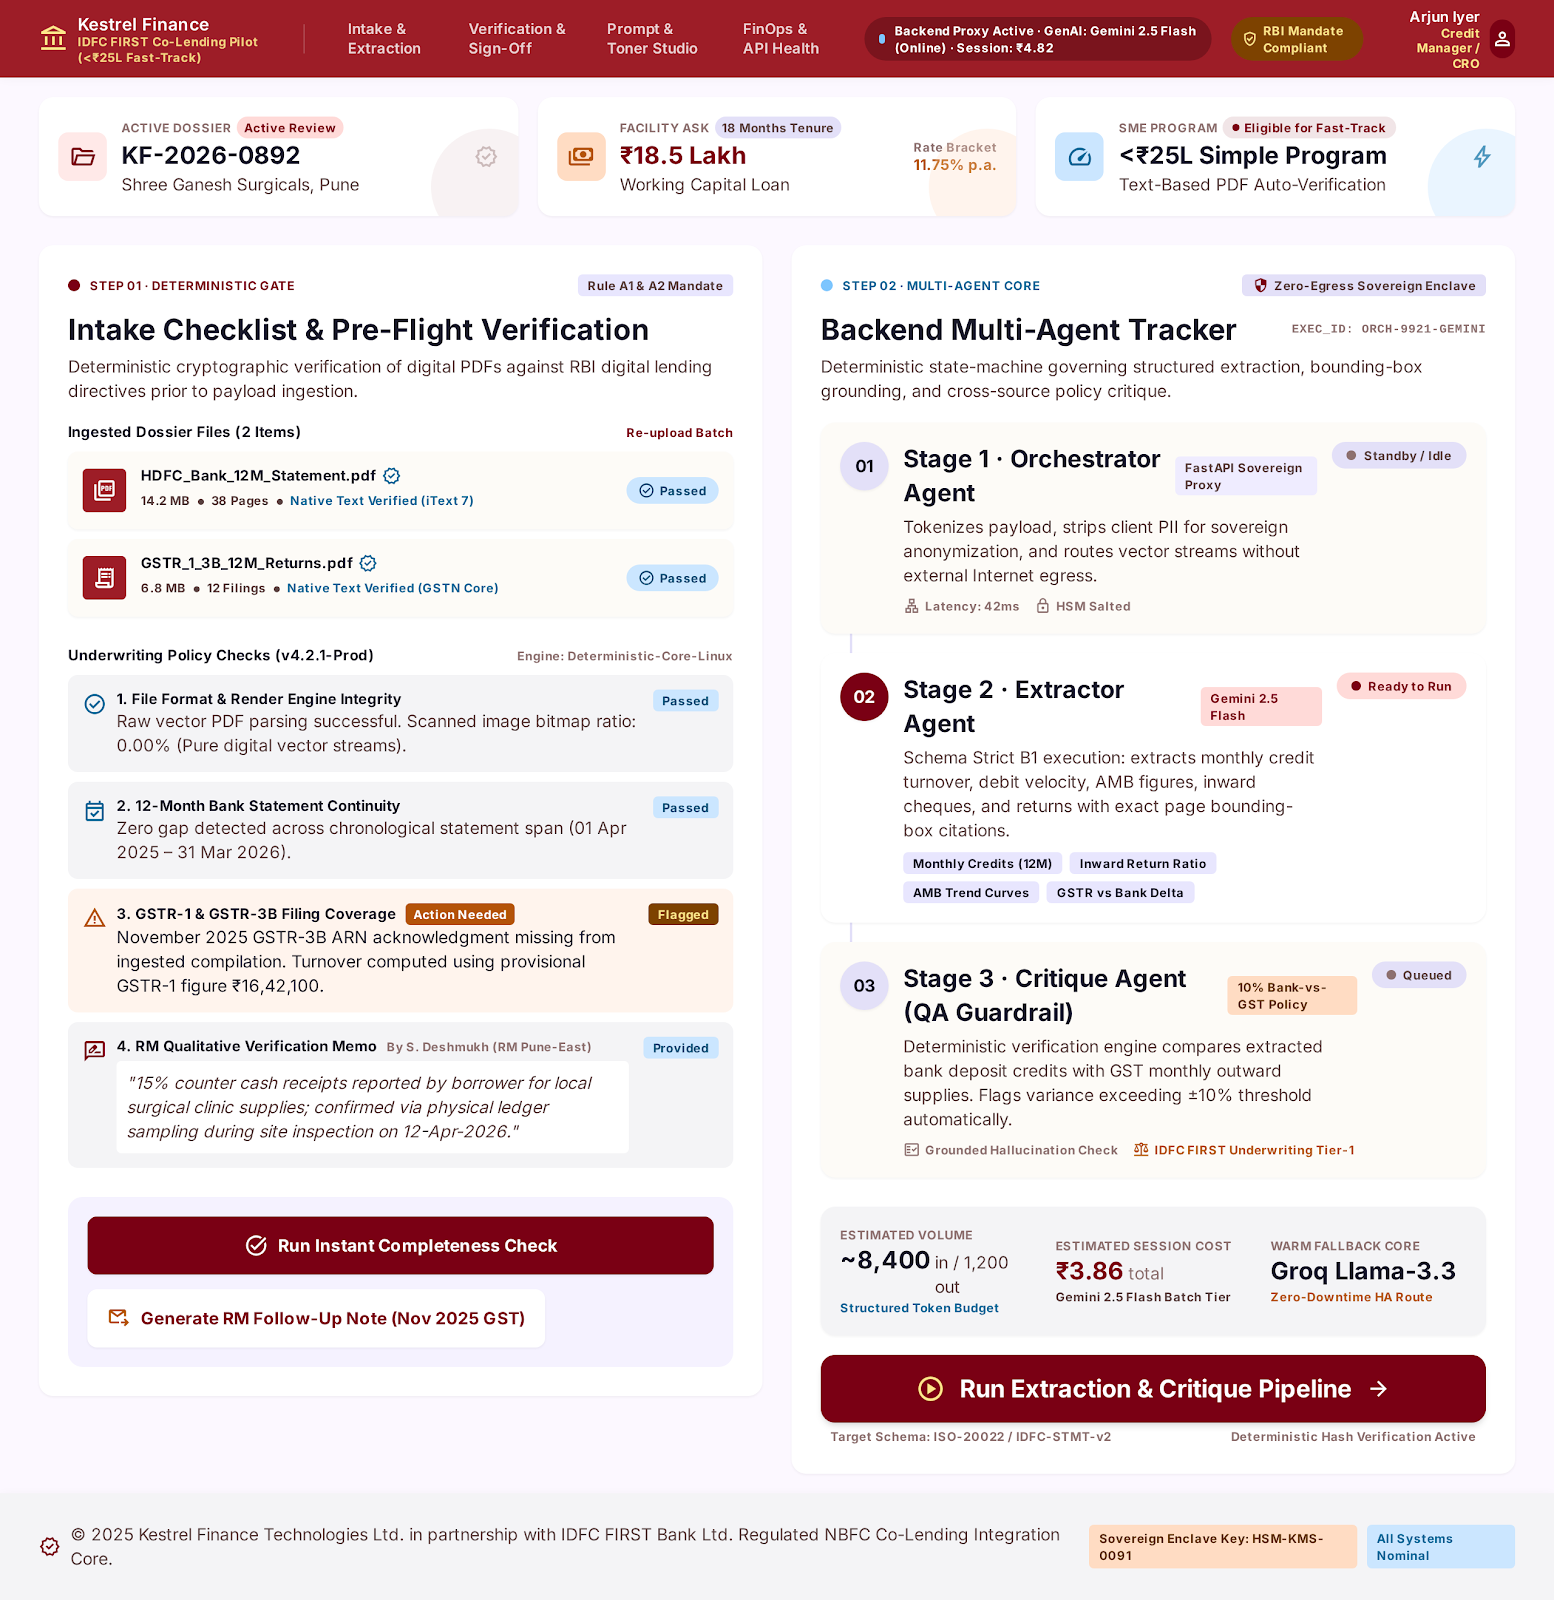 Kestrel Finance
IDFC FIRST Co-Lending Pilot
(<₹25L Fast-Track)
Intake &
Extraction
Verification &
Sign-Off
Prompt &
Toner Studio
FinOps &
API Health
Backend Proxy Active · GenAI: Gemini 2.5 Flash
(Online) · Session: ₹4.82
RBI Mandate
Compliant
Arjun Iyer
Credit
Manager /
CRO
ACTIVE DOSSIER Active Review
KF-2026-0892
Shree Ganesh Surgicals, Pune
FACILITY ASK 18 Months Tenure
₹18.5 Lakh
Working Capital Loan
Rate Bracket
11.75% p.a.
SME PROGRAM Eligible for Fast-Track
<₹25L Simple Program
Text-Based PDF Auto-Verification
STEP 01 · DETERMINISTIC GATE
Rule A1 & A2 Mandate
Intake Checklist & Pre-Flight Verification
Deterministic cryptographic verification of digital PDFs against RBI digital lending
directives prior to payload ingestion.
Ingested Dossier Files (2 Items)
Re-upload Batch
PDF
HDFC_Bank_12M_Statement.pdf
14.2 MB • 38 Pages • Native Text Verified (iText 7)
Passed
GSTR_1_3B_12M_Returns.pdf
6.8 MB • 12 Filings • Native Text Verified (GSTN Core)
Passed
Underwriting Policy Checks (v4.2.1-Prod)
Engine: Deterministic-Core-Linux
1. File Format & Render Engine Integrity
Passed
Raw vector PDF parsing successful. Scanned image bitmap ratio:
0.00% (Pure digital vector streams).
2. 12-Month Bank Statement Continuity
Passed
Zero gap detected across chronological statement span (01 Apr
2025 – 31 Mar 2026).
3. GSTR-1 & GSTR-3B Filing Coverage Action Needed
Flagged
November 2025 GSTR-3B ARN acknowledgment missing from
ingested compilation. Turnover computed using provisional
GSTR-1 figure ₹16,42,100.
4. RM Qualitative Verification Memo By S. Deshmukh (RM Pune-East)
Provided
"15% counter cash receipts reported by borrower for local
surgical clinic supplies; confirmed via physical ledger
sampling during site inspection on 12-Apr-2026."
Run Instant Completeness Check
Generate RM Follow-Up Note (Nov 2025 GST)
STEP 02 · MULTI-AGENT CORE
Zero-Egress Sovereign Enclave
Backend Multi-Agent Tracker
EXEC_ID: ORCH-9921-GEMINI
Deterministic state-machine governing structured extraction, bounding-box
grounding, and cross-source policy critique.
01
Stage 1 · Orchestrator
Agent
FastAPI Sovereign
Proxy
Standby / Idle
Tokenizes payload, strips client PII for sovereign
anonymization, and routes vector streams without
external Internet egress.
Latency: 42ms
HSM Salted
02
Stage 2 · Extractor
Agent
Gemini 2.5
Flash
Ready to Run
Schema Strict B1 execution: extracts monthly credit
turnover, debit velocity, AMB figures, inward
cheques, and returns with exact page bounding-
box citations.
Monthly Credits (12M)
Inward Return Ratio
AMB Trend Curves
GSTR vs Bank Delta
03
Stage 3 · Critique Agent
(QA Guardrail)
10% Bank-vs-
GST Policy
Queued
Deterministic verification engine compares extracted
bank deposit credits with GST monthly outward
supplies. Flags variance exceeding ±10% threshold
automatically.
Grounded Hallucination Check
IDFC FIRST Underwriting Tier-1
ESTIMATED VOLUME
~8,400 in / 1,200
out
Structured Token Budget
ESTIMATED SESSION COST
₹3.86 total
Gemini 2.5 Flash Batch Tier
WARM FALLBACK CORE
Groq Llama-3.3
Zero-Downtime HA Route
Run Extraction & Critique Pipeline →
Target Schema: ISO-20022 / IDFC-STMT-v2
Deterministic Hash Verification Active
© 2025 Kestrel Finance Technologies Ltd. in partnership with IDFC FIRST Bank Ltd. Regulated NBFC Co-Lending Integration
Core.
Sovereign Enclave Key: HSM-KMS-
0091
All Systems
Nominal